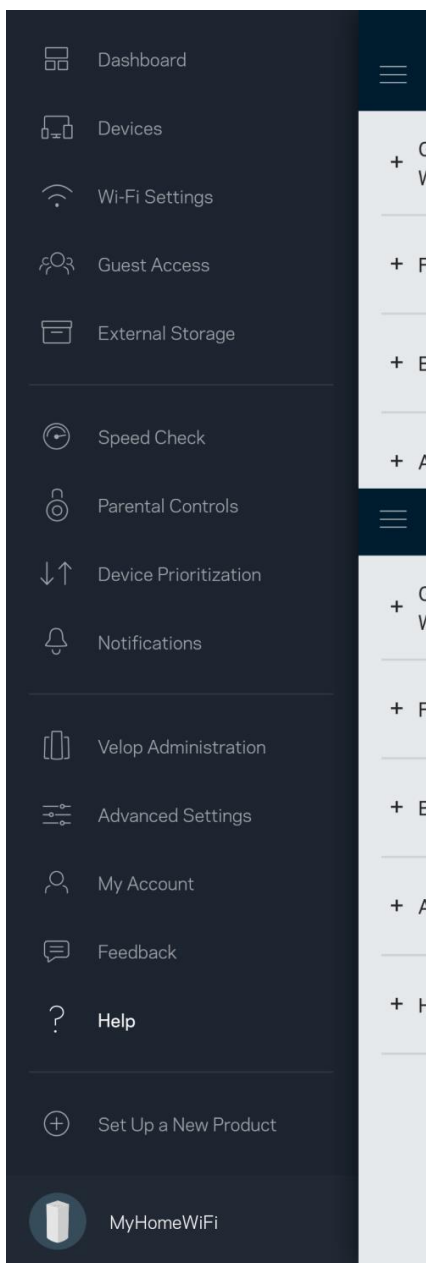 Dashboard
Devices
Wi-Fi Settings
Guest Access
External Storage
Speed Check
Parental Controls
Device Prioritization
Notifications
Velop Administration
Advanced Settings
My Account
Feedback
Help
Set Up a New Product
MyHomeWiFi